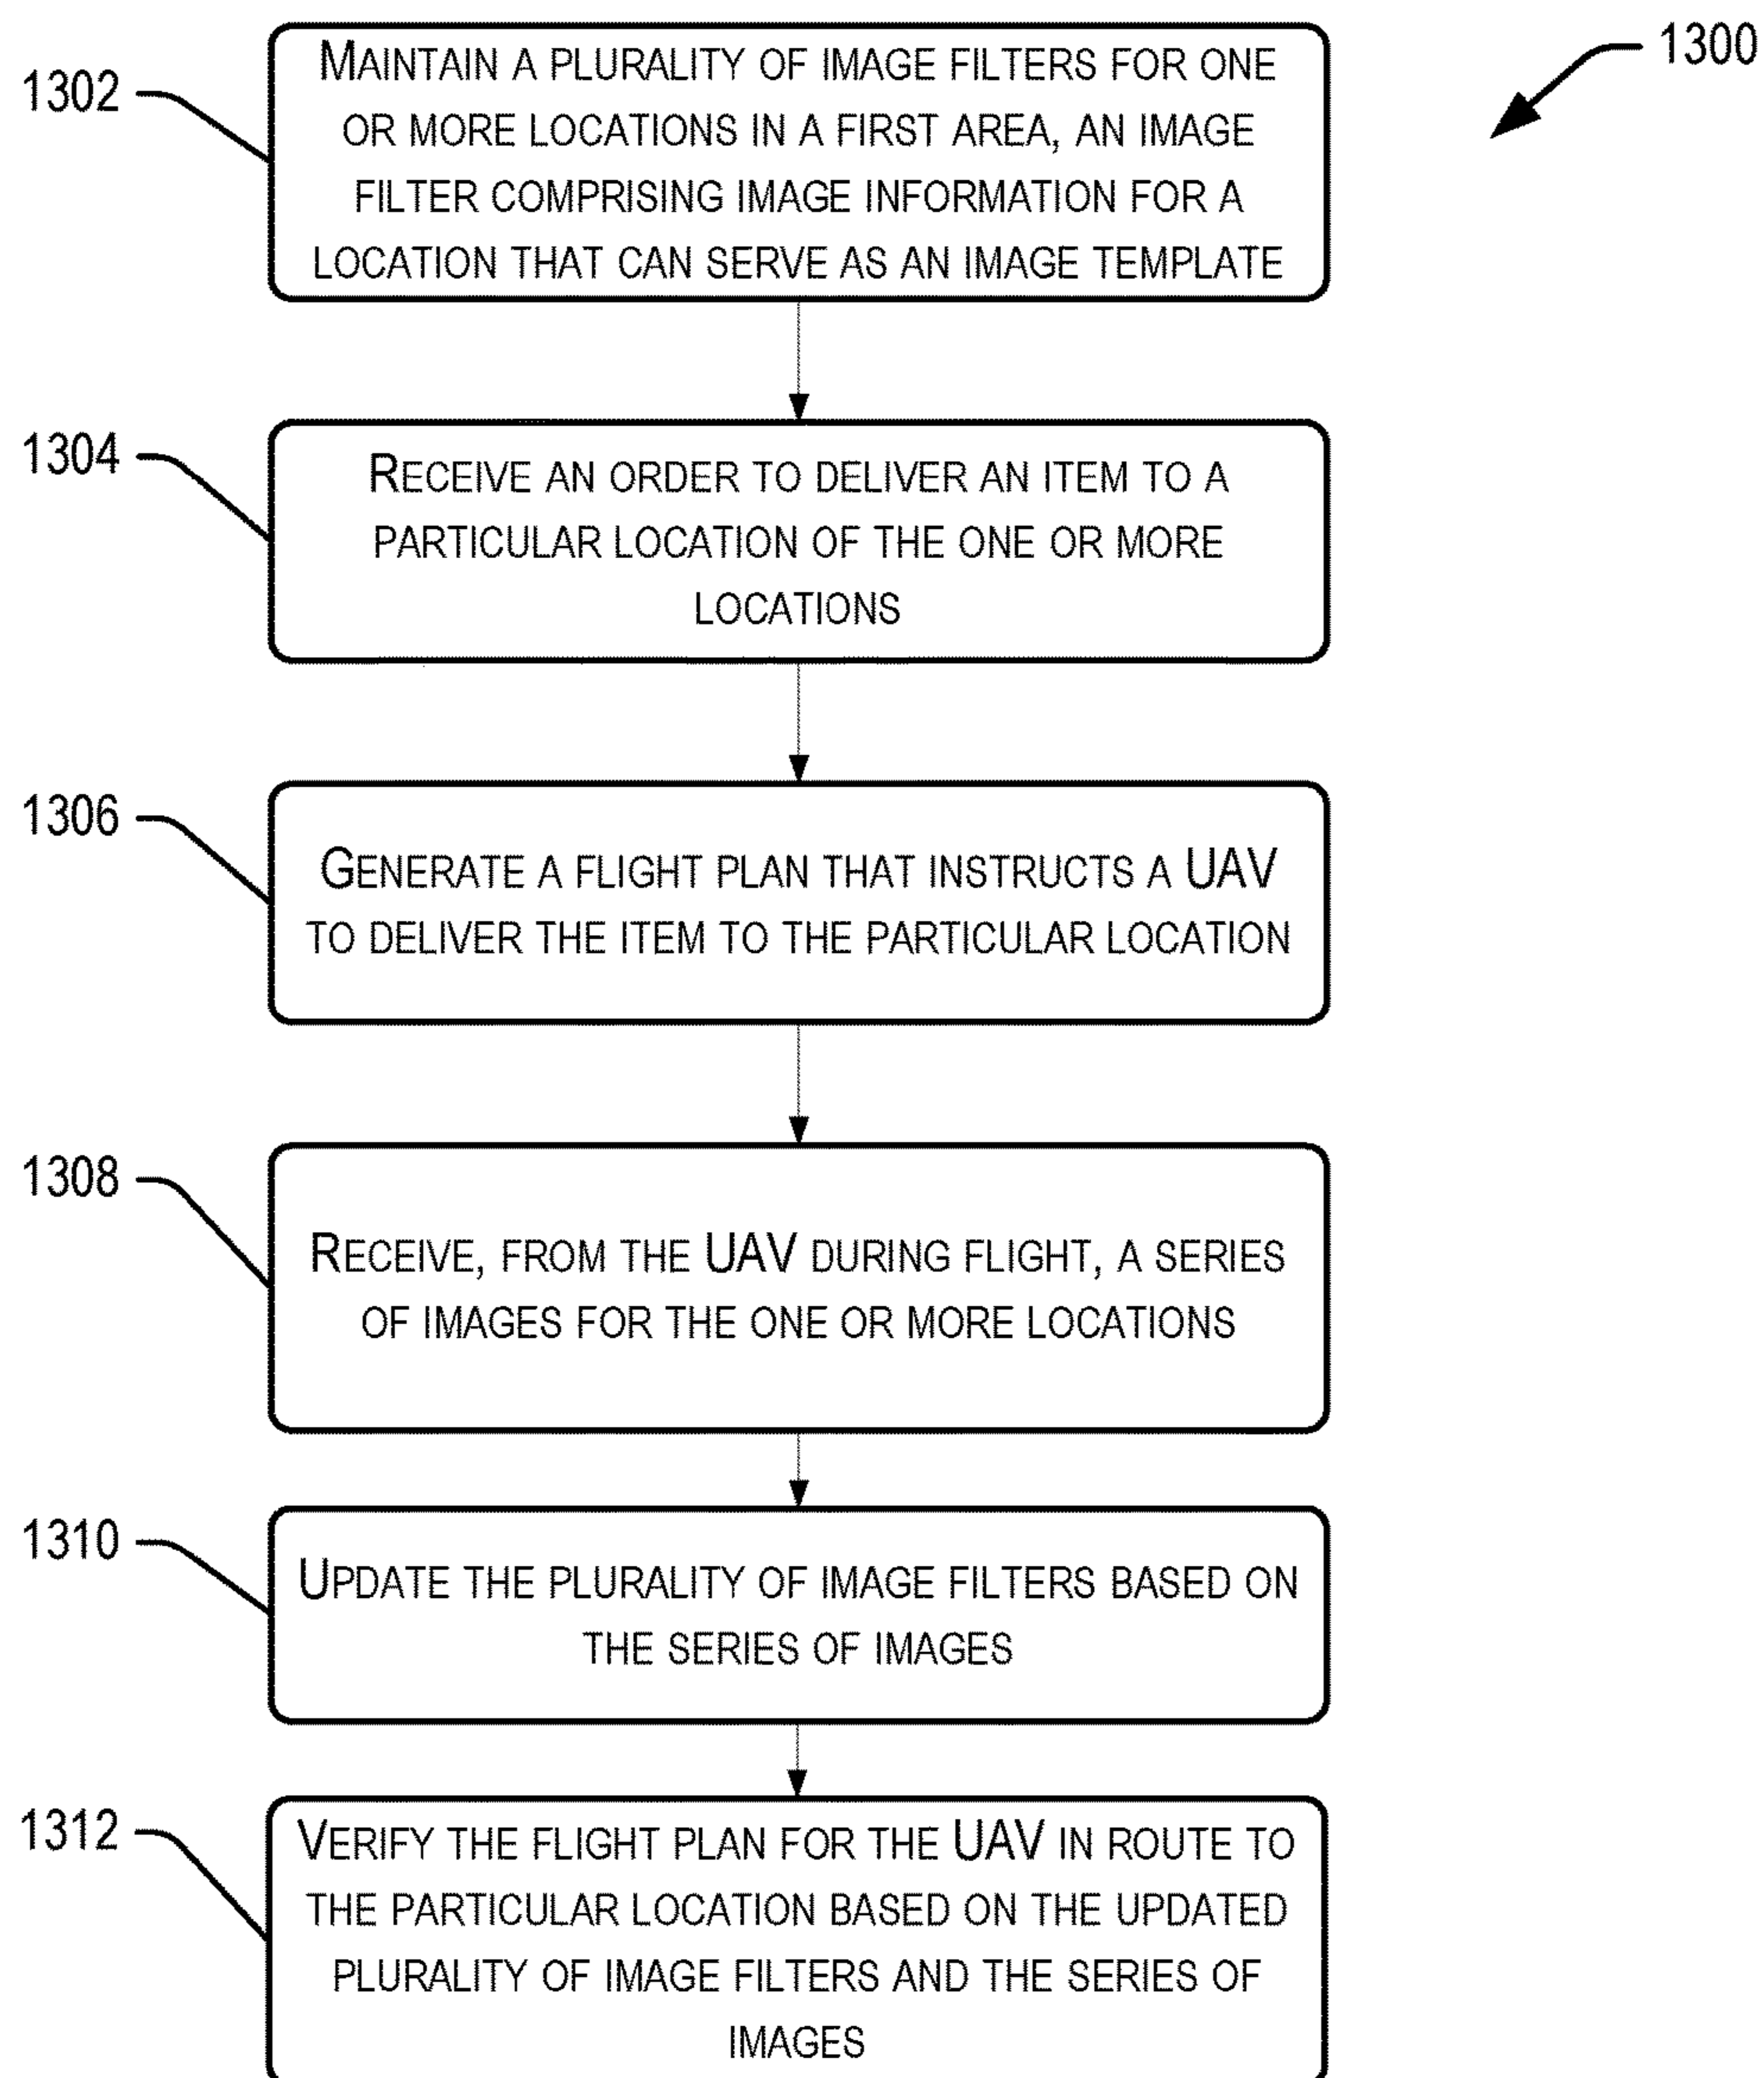 1300
1302
MAINTAIN A PLURALITY OF IMAGE FILTERS FOR ONE
OR MORE LOCATIONS IN A FIRST AREA, AN IMAGE
FILTER COMPRISING IMAGE INFORMATION FOR A
LOCATION THAT CAN SERVE AS AN IMAGE TEMPLATE
1304
RECEIVE AN ORDER TO DELIVER AN ITEM TO A
PARTICULAR LOCATION OF THE ONE OR MORE
LOCATIONS
1306
GENERATE A FLIGHT PLAN THAT INSTRUCTS A UAV
TO DELIVER THE ITEM TO THE PARTICULAR LOCATION
1308
RECEIVE, FROM THE UAV DURING FLIGHT, A SERIES
OF IMAGES FOR THE ONE OR MORE LOCATIONS
1310
UPDATE THE PLURALITY OF IMAGE FILTERS BASED ON
THE SERIES OF IMAGES
1312
VERIFY THE FLIGHT PLAN FOR THE UAV IN ROUTE TO
THE PARTICULAR LOCATION BASED ON THE UPDATED
PLURALITY OF IMAGE FILTERS AND THE SERIES OF
IMAGES